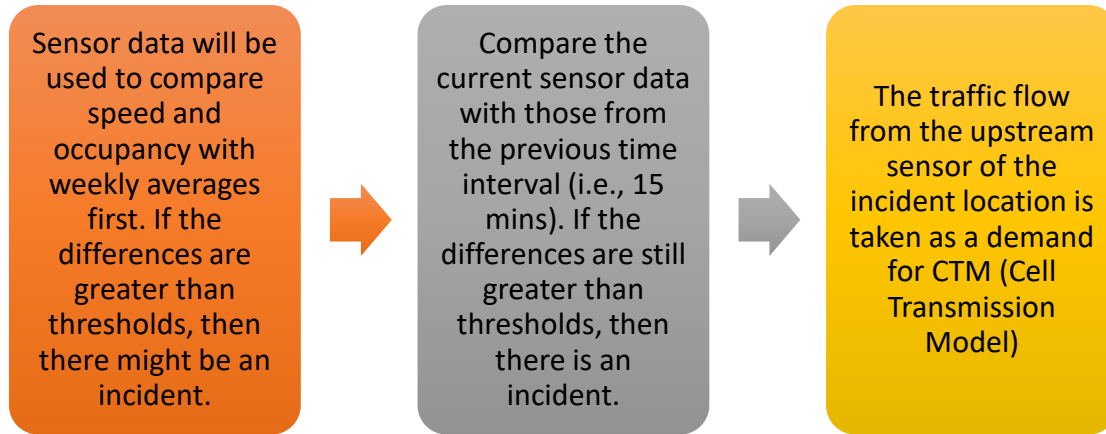 Sensor data will be
used to compare
speed and
occupancy with
weekly averages
first. If the
differences are
greater than
thresholds, then
there might be an
incident.
Compare the
current sensor data
with those from
the previous time
interval (i.e., 15
mins). If the
differences are still
greater than
thresholds, then
there is an
incident.
The traffic flow
from the upstream
sensor of the
incident location is
taken as a demand
for CTM (Cell
Transmission
Model)